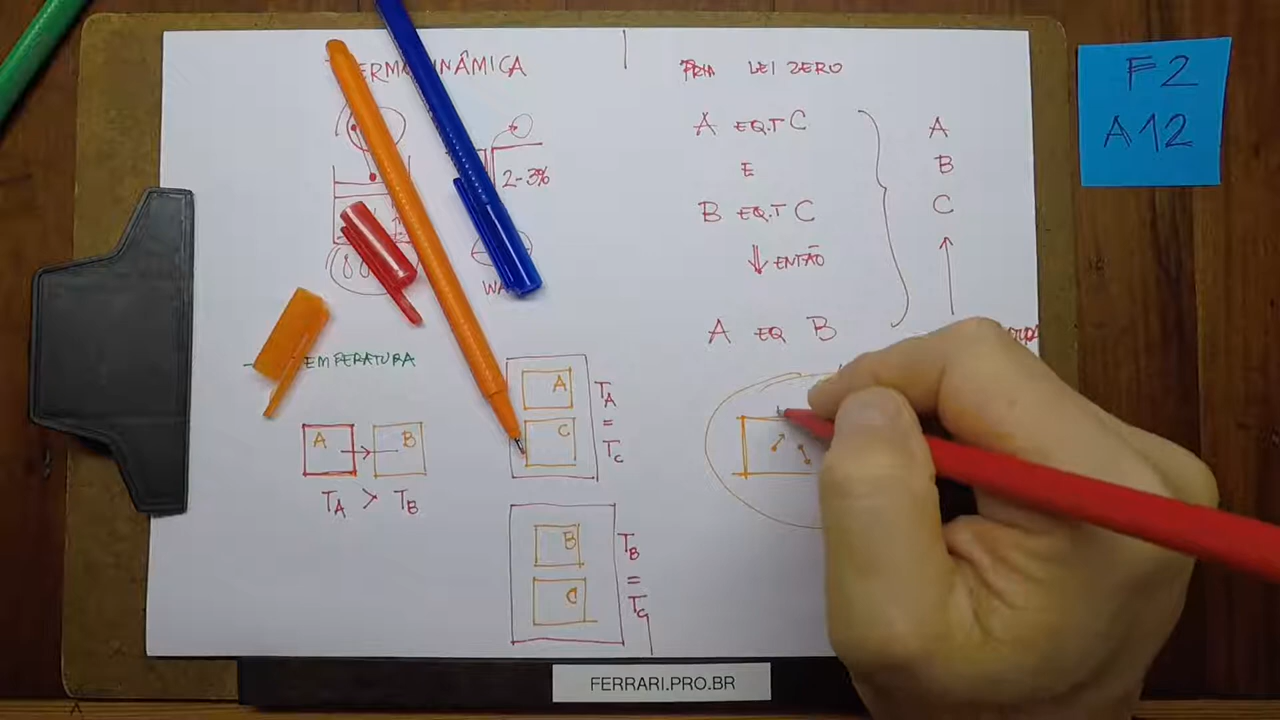 2-3%
TEMPERATURA
A
B
TA > TB
A
C
TA
=
TC
B
C
TB
=
TC
LEI ZERO
A EQ.T C
E
B EQ.T C
ENTÃO
A EQ B
A
B
C
F2
A12
FERRARI.PRO.BR